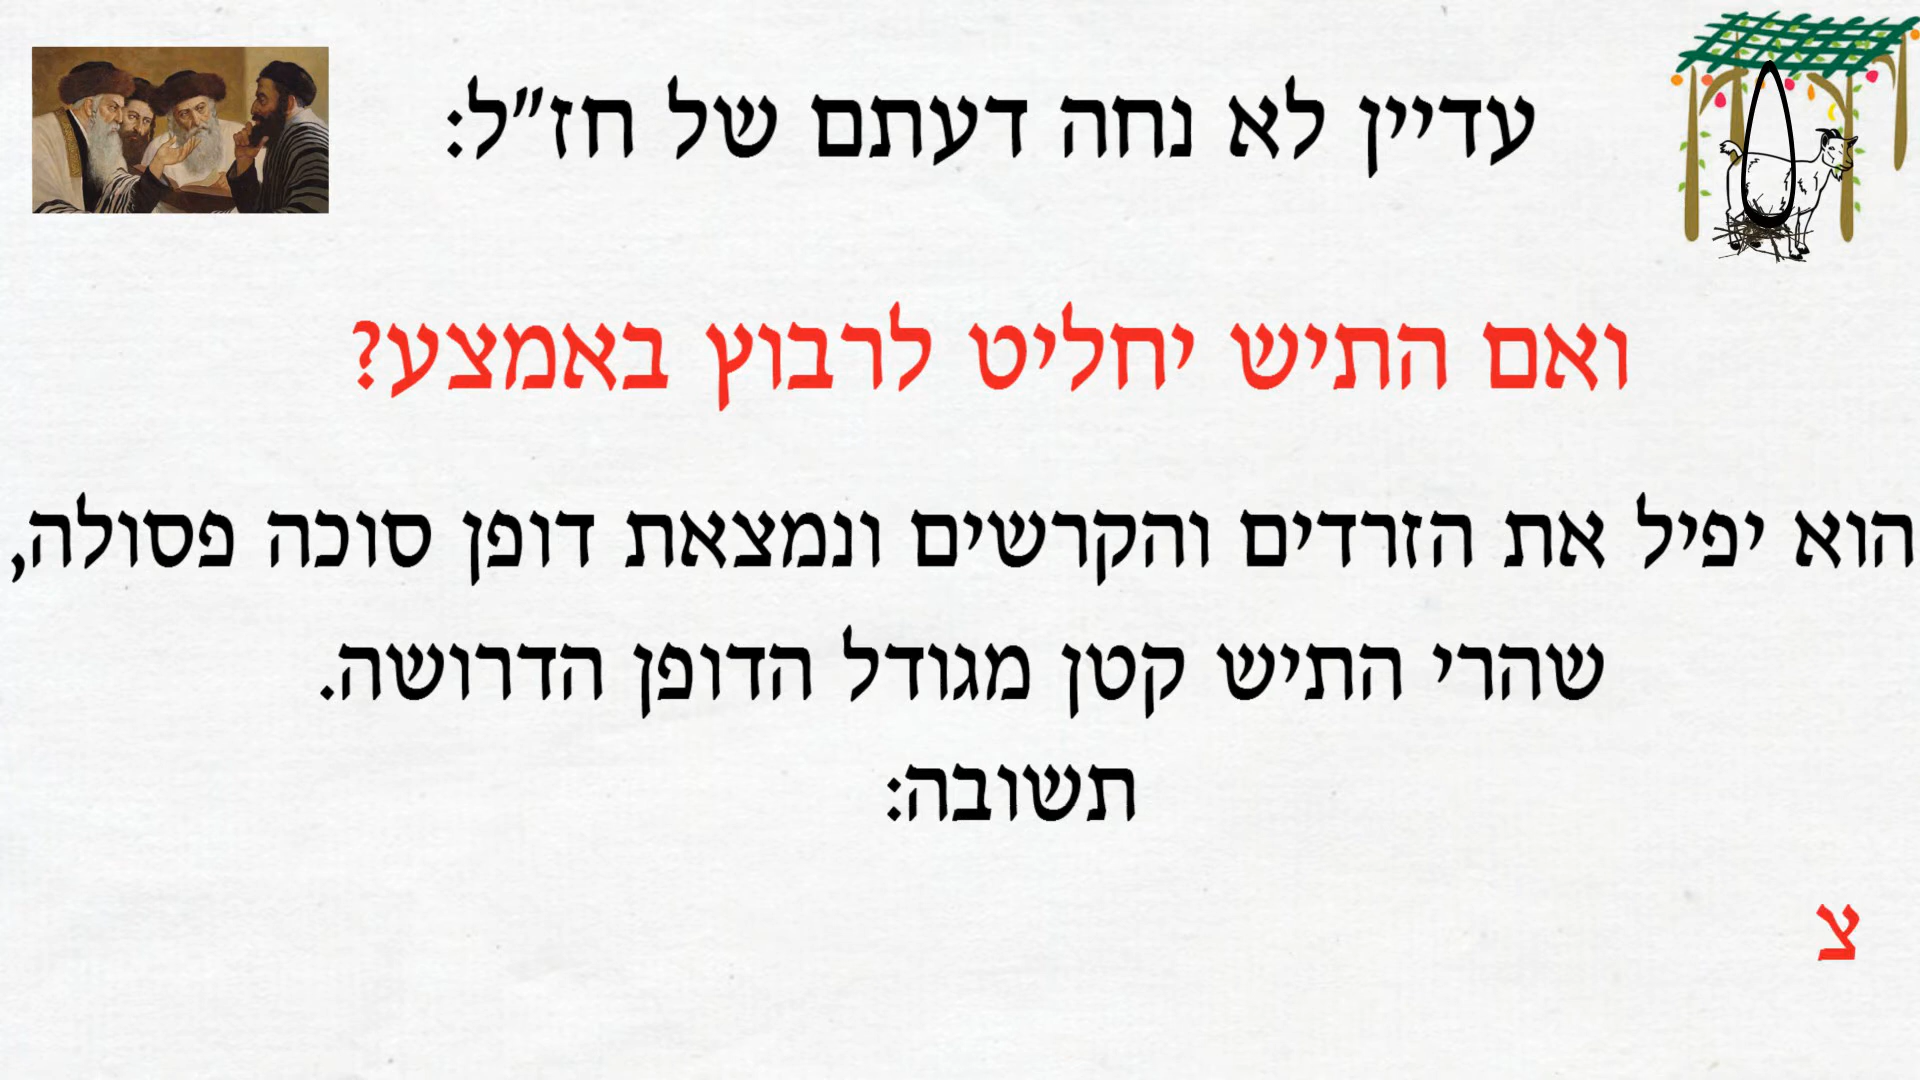 עדיין לא נחה דעתם של חז"ל:
ואם התיש יחליט לרבוץ באמצע?
הוא יפיל את הזרדים והקרשים ונמצאת דופן סוכה פסולה,
שהרי התיש קטן מגודל הדופן הדרושה.
תשובה:
צ